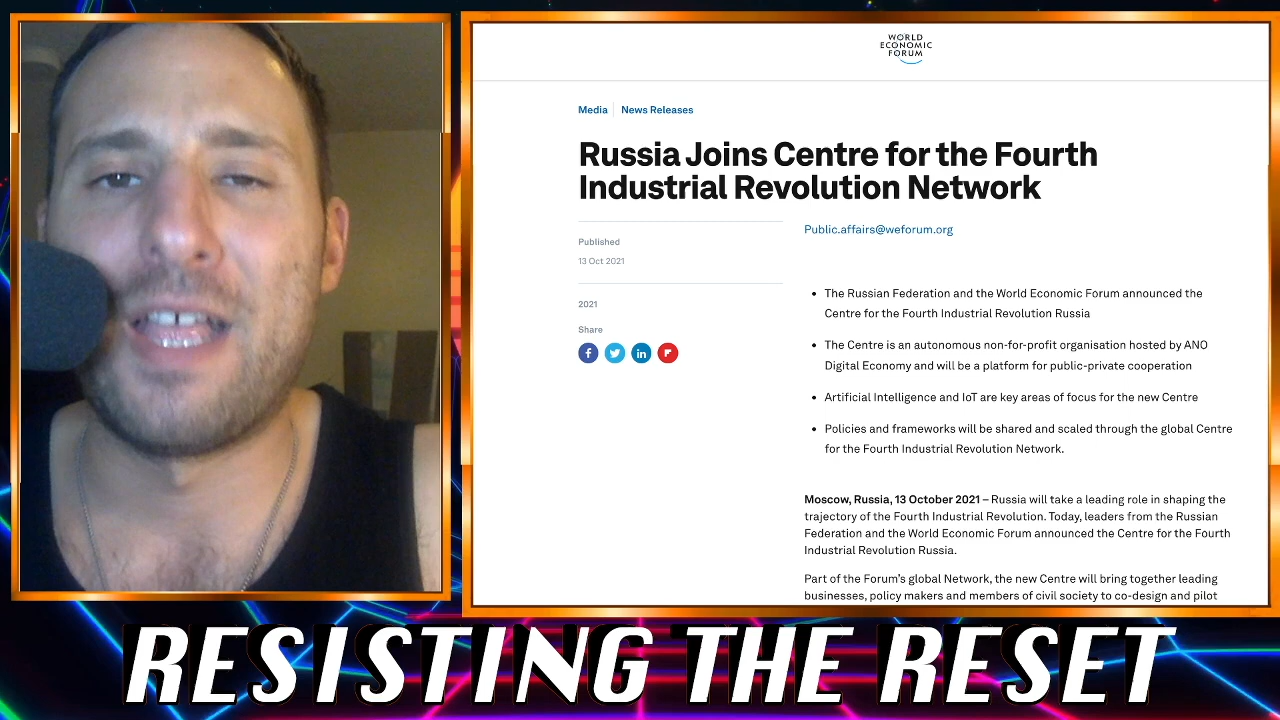 WORLD
ECONOMIC
FORUM
Media | News Releases
Russia Joins Centre for the Fourth
Industrial Revolution Network
Published
13 Oct 2021
2021
Share
Public.affairs@weforum.org
• The Russian Federation and the World Economic Forum announced the
Centre for the Fourth Industrial Revolution Russia
• The Centre is an autonomous non-for-profit organisation hosted by ANO
Digital Economy and will be a platform for public-private cooperation
• Artificial Intelligence and IoT are key areas of focus for the new Centre
• Policies and frameworks will be shared and scaled through the global Centre
for the Fourth Industrial Revolution Network.
Moscow, Russia, 13 October 2021 – Russia will take a leading role in shaping the
trajectory of the Fourth Industrial Revolution. Today, leaders from the Russian
Federation and the World Economic Forum announced the Centre for the Fourth
Industrial Revolution Russia.
Part of the Forum's global Network, the new Centre will bring together leading
businesses, policy makers and members of civil society to co-design and pilot
RESISTING THE RESET